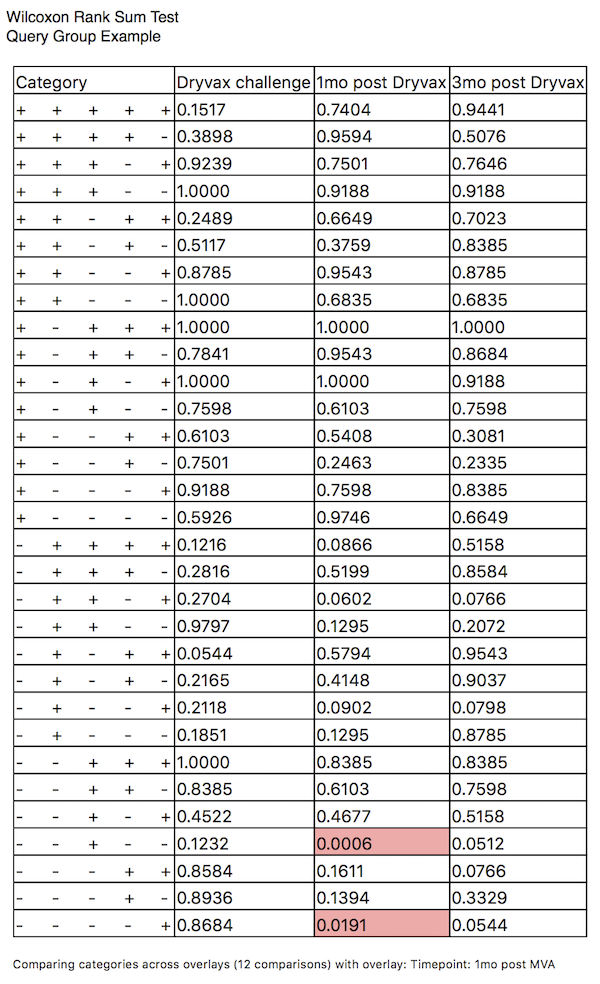 Wilcoxon Rank Sum Test
Query Group Example
Category Dryvax challenge 1mo post Dryvax 3mo post Dryvax
+ + + + + 0.1517 0.7404 0.9441
+ + + + - 0.3898 0.9594 0.5076
+ + + - + 0.9239 0.7501 0.7646
+ + + - - 1.0000 0.9188 0.9188
+ + - + + 0.2489 0.6649 0.7023
+ + - + - 0.5117 0.3759 0.8385
+ + - - + 0.8785 0.9543 0.8785
+ + - - - 1.0000 0.6835 0.6835
+ - + + + 1.0000 1.0000 1.0000
+ - + + - 0.7841 0.9543 0.8684
+ - + - + 1.0000 1.0000 0.9188
+ - + - - 0.7598 0.6103 0.7598
+ - - + + 0.6103 0.5408 0.3081
+ - - + - 0.7501 0.2463 0.2335
+ - - - + 0.9188 0.7598 0.8385
+ - - - - 0.5926 0.9746 0.6649
- + + + + 0.1216 0.0866 0.5158
- + + + - 0.2816 0.5199 0.8584
- + + - + 0.2704 0.0602 0.0766
- + + - - 0.9797 0.1295 0.2072
- + - + + 0.0544 0.5794 0.9543
- + - + - 0.2165 0.4148 0.9037
- + - - + 0.2118 0.0902 0.0798
- + - - - 0.1851 0.1295 0.8785
- - + + + 1.0000 0.8385 0.8385
- - + + - 0.8385 0.6103 0.7598
- - + - + 0.4522 0.4677 0.5158
- - + - - 0.1232 0.0006 0.0512
- - - + + 0.8584 0.1611 0.0766
- - - + - 0.8936 0.1394 0.3329
- - - - + 0.8684 0.0191 0.0544
Comparing categories across overlays (12 comparisons) with overlay: Timepoint: 1mo post MVA